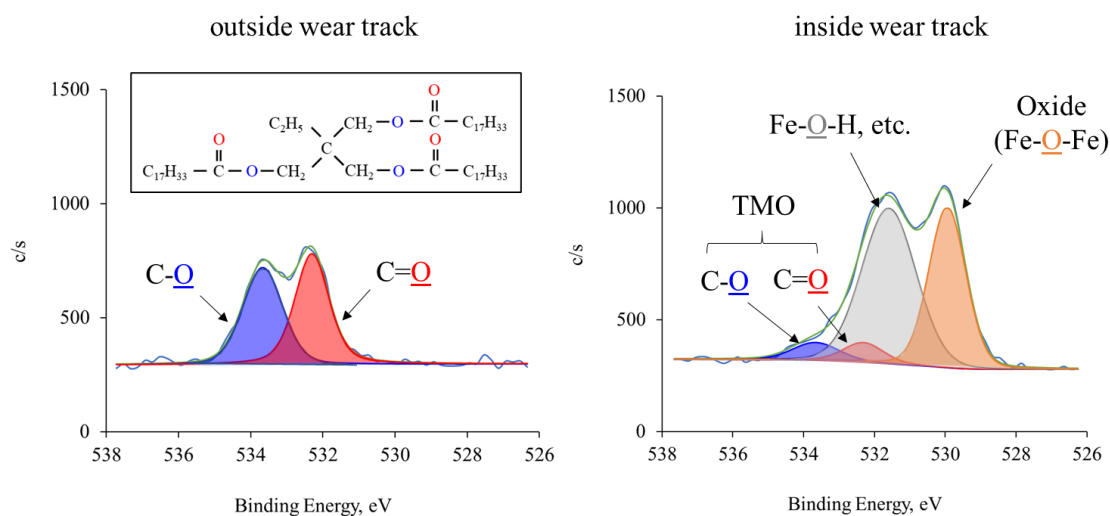 outside wear track
1500
1000
500
0
c/s
O
C₂H₅
CH₂
O
C
C₁₇H₃₃
O
C
O
C₁₇H₃₃
C
O
CH₂
CH₂
O
C
C₁₇H₃₃
C-O
C=O
538
536
534
532
530
528
526
Binding Energy, eV
inside wear track
1500
1000
500
0
c/s
Fe-O-H, etc.
Oxide
(Fe-O-Fe)
TMO
C-O
C=O
538
536
534
532
530
528
526
Binding Energy, eV